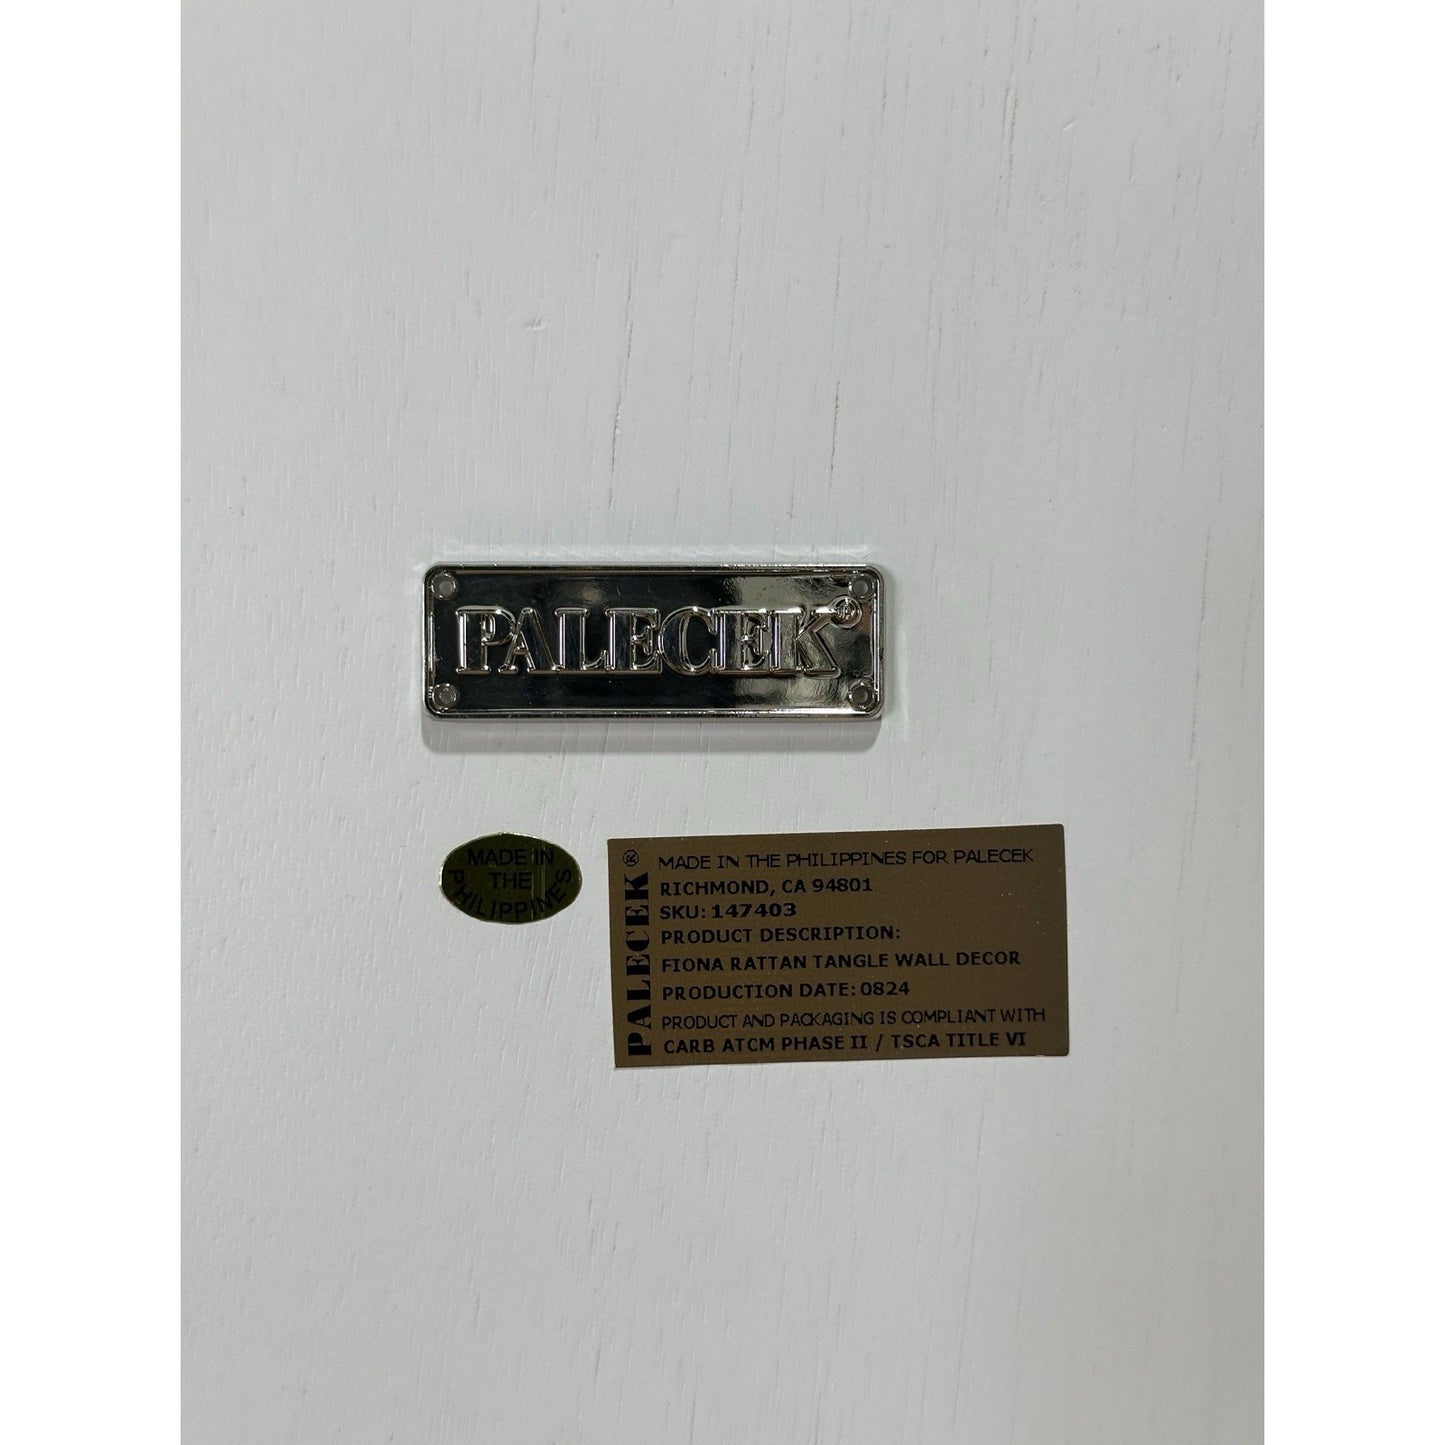 PALECEK®
MADE IN
THE
PHILIPPINES
PALECEK®
MADE IN THE PHILIPPINES FOR PALECEK
RICHMOND, CA 94801
SKU: 147403
PRODUCT DESCRIPTION:
FIONA RATTAN TANGLE WALL DECOR
PRODUCTION DATE: 0824
PRODUCT AND PACKAGING IS COMPLIANT WITH
CARB ATCM PHASE II / TSCA TITLE VI